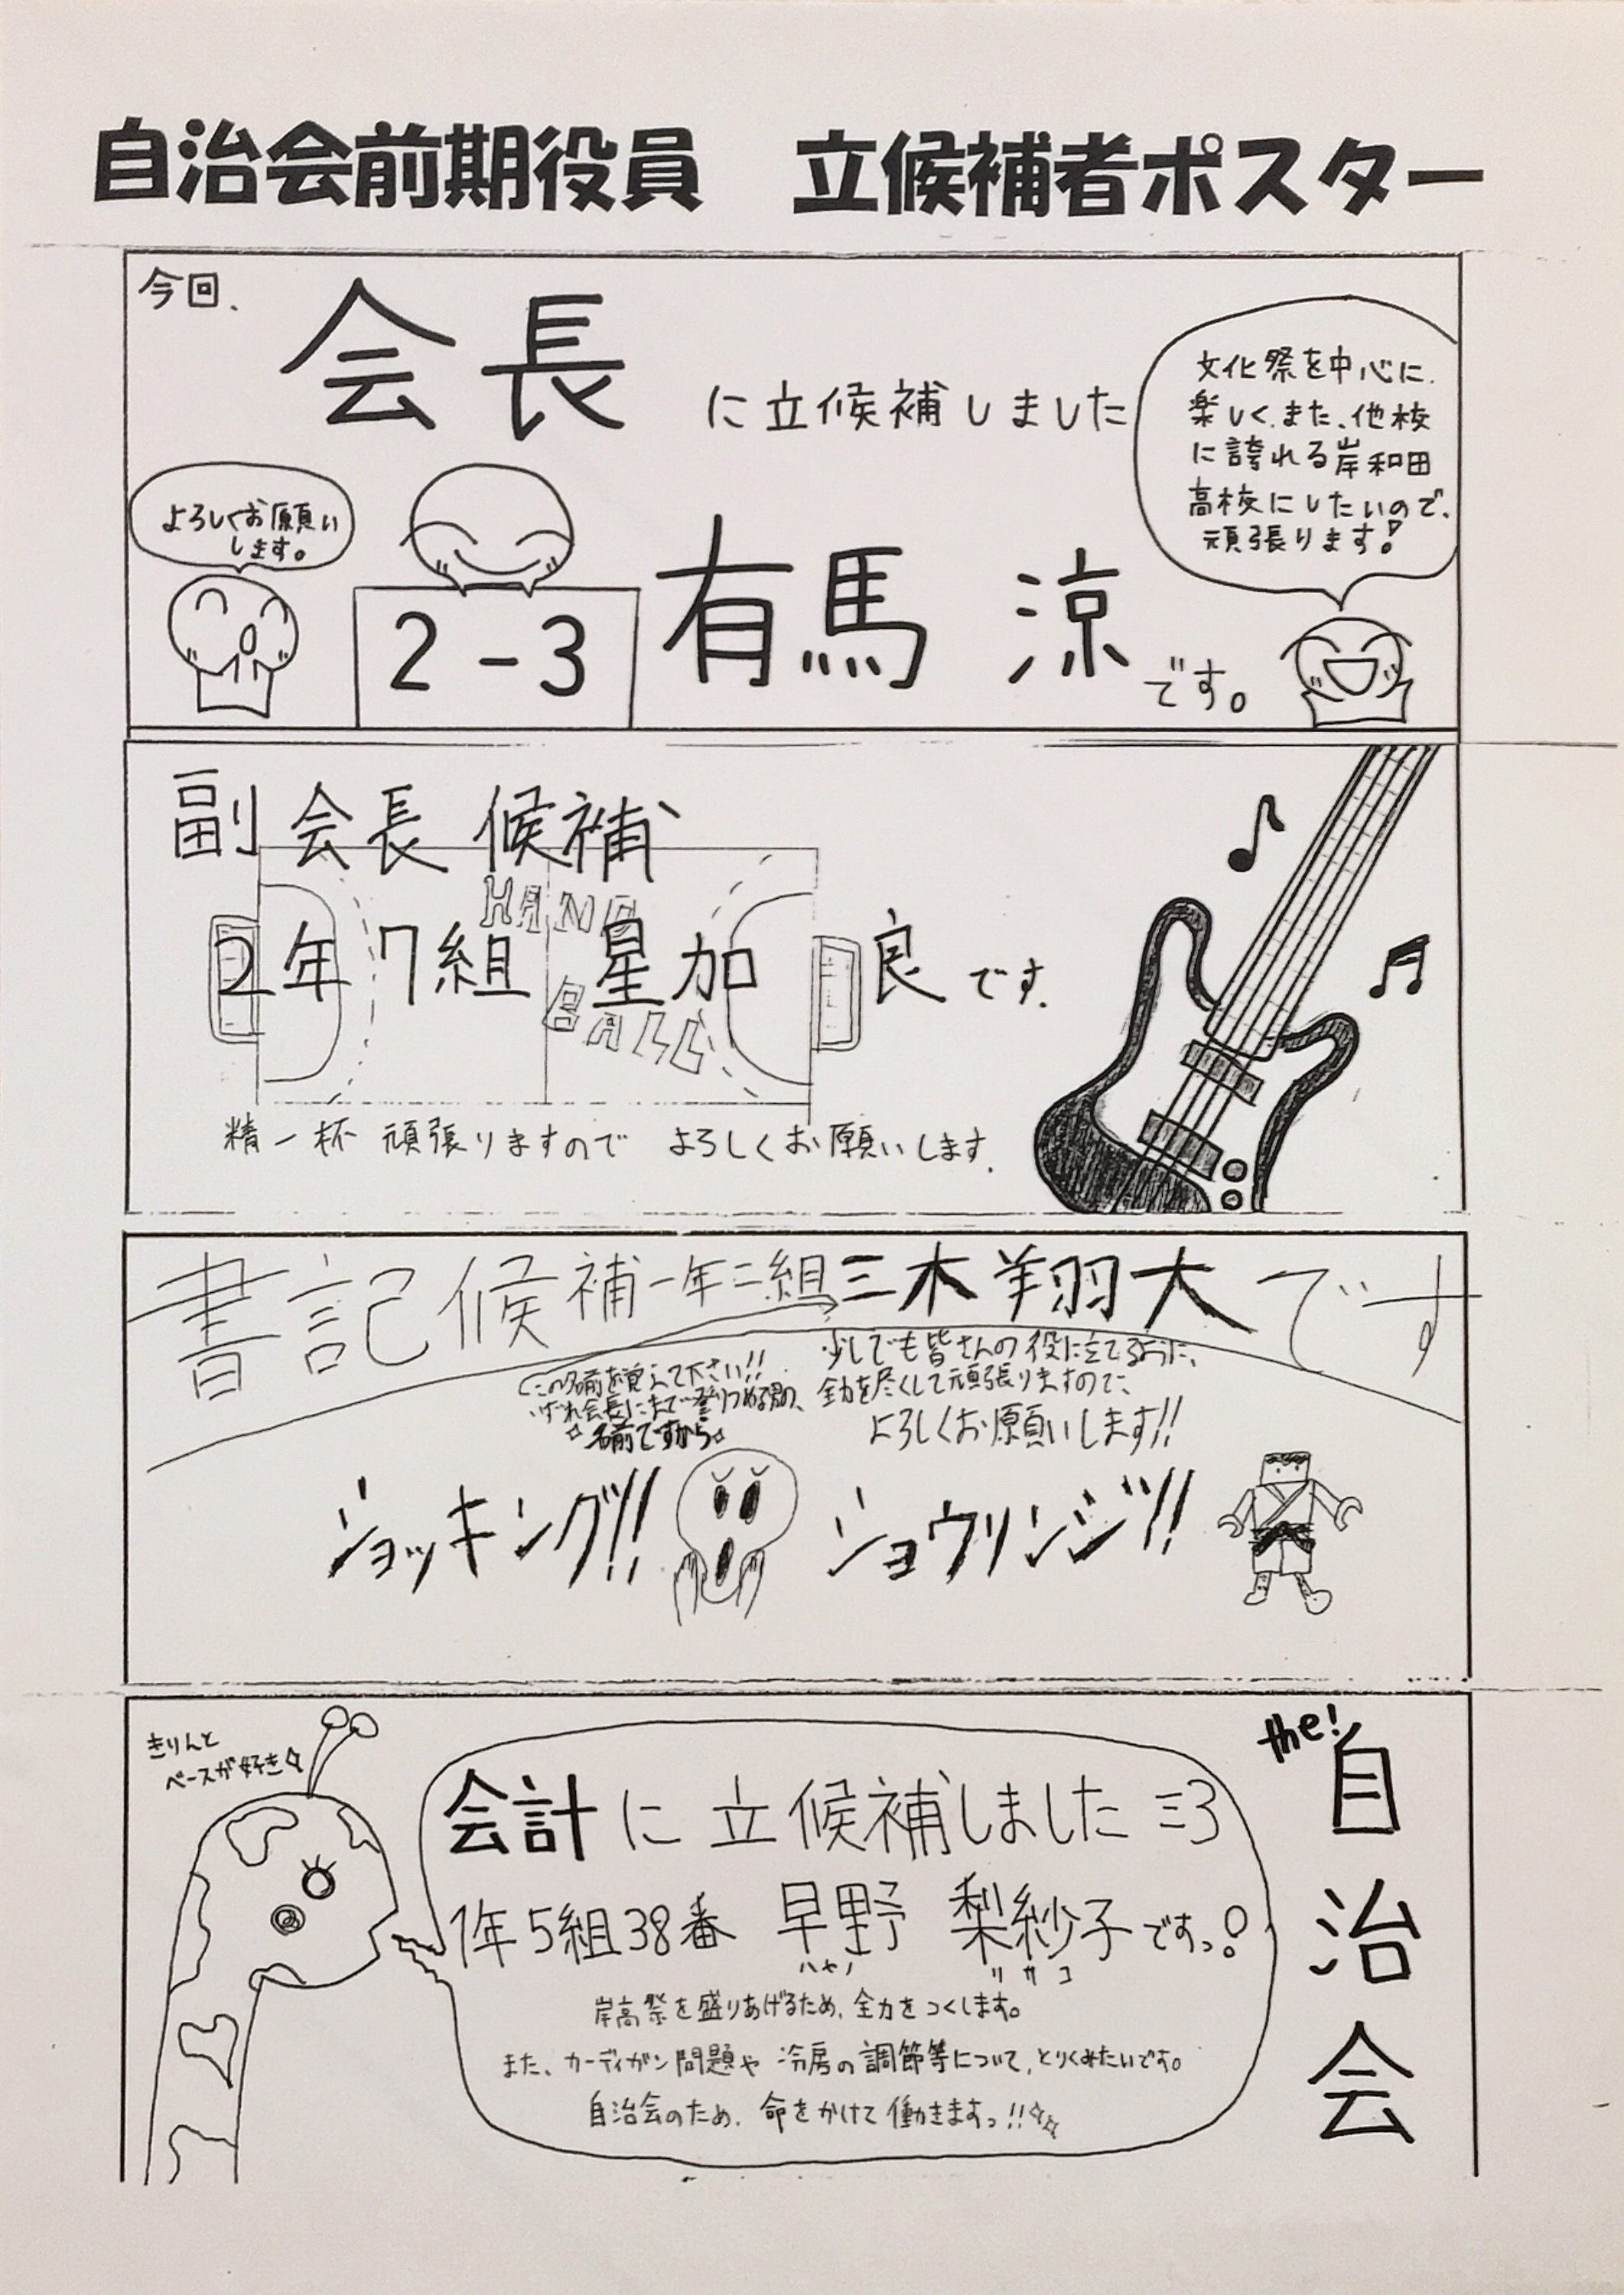 自治会前期役員　立候補者ポスター
今回、
会長に立候補しました
文化祭を中心に、
楽しく、また、他校
に誇れる岸和田
高校にしたいので、
頑張ります!
よろしくお願い
します。
2-3 有馬 涼です。
副会長候補
HAND
2年7組 星加 良です.
BALL
精一杯 頑張りますので よろしくお願いします.
書記候補一年二組三木翔大です
この名前を覚えて下さい!!
いずれ会長にまで登りつめる男の、
名前ですから
少しでも皆さんの役に立てるように、
全力を尽くして頑張りますので、
よろしくお願いします!!
ショッキング!! ショウリンジ!!
きりんと
ベースが好き
the!
自治会
会計に立候補しました ミ3
1年5組38番 早野 梨紗子ですっ!
ハヤノ リサコ
岸高祭を盛りあげるため、全力をつくします。
また、カーディガン問題や冷房の調節等について、とりくみたいです。
自治会のため、命をかけて働きますっ!!